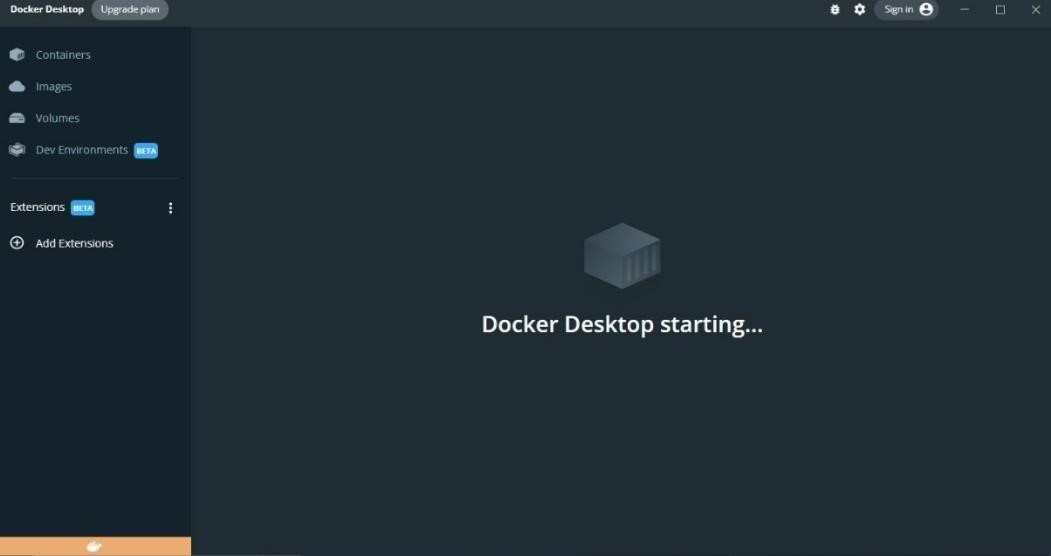 Docker Desktop Upgrade plan Sign in
Containers
Images
Volumes
Dev Environments BETA
Extensions BETA
Add Extensions
Docker Desktop starting...